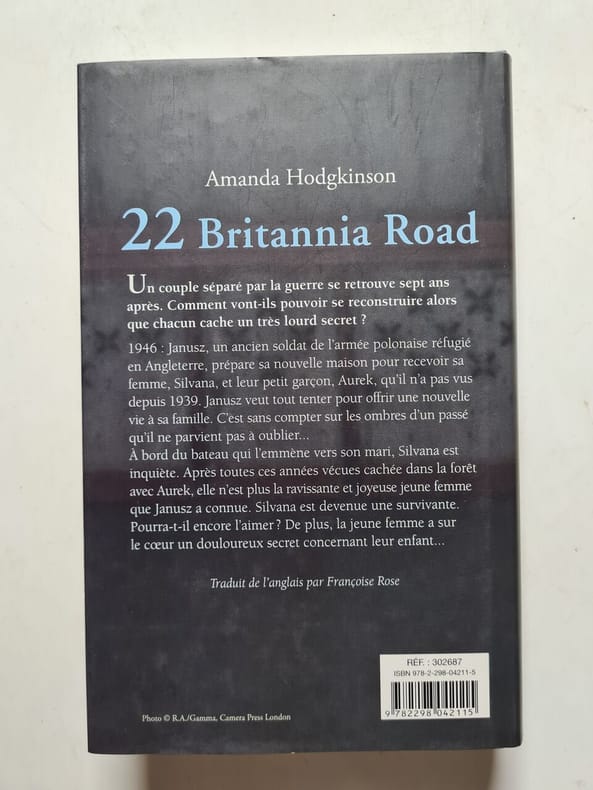 Amanda Hodgkinson
22 Britannia Road
Un couple séparé par la guerre se retrouve sept ans
après. Comment vont-ils pouvoir se reconstruire alors
que chacun cache un très lourd secret ?
1946 : Janusz, un ancien soldat de l'armée polonaise réfugié
en Angleterre, prépare sa nouvelle maison pour recevoir sa
femme, Silvana, et leur petit garçon, Aurek, qu'il n'a pas vus
depuis 1939. Janusz veut tout tenter pour offrir une nouvelle
vie à sa famille. C'est sans compter sur les ombres d'un passé
qu'il ne parvient pas à oublier...
À bord du bateau qui l'emmène vers son mari, Silvana est
inquiète. Après toutes ces années vécues cachée dans la forêt
avec Aurek, elle n'est plus la ravissante et joyeuse jeune femme
que Janusz a connue. Silvana est devenue une survivante.
Pourra-t-il encore l'aimer ? De plus, la jeune femme a sur
le cœur un douloureux secret concernant leur enfant...
Traduit de l'anglais par Françoise Rose
RÉF. : 302687
ISBN 978-2-298-04211-5
9 782298 042115
Photo © R.A./Gamma, Camera Press London